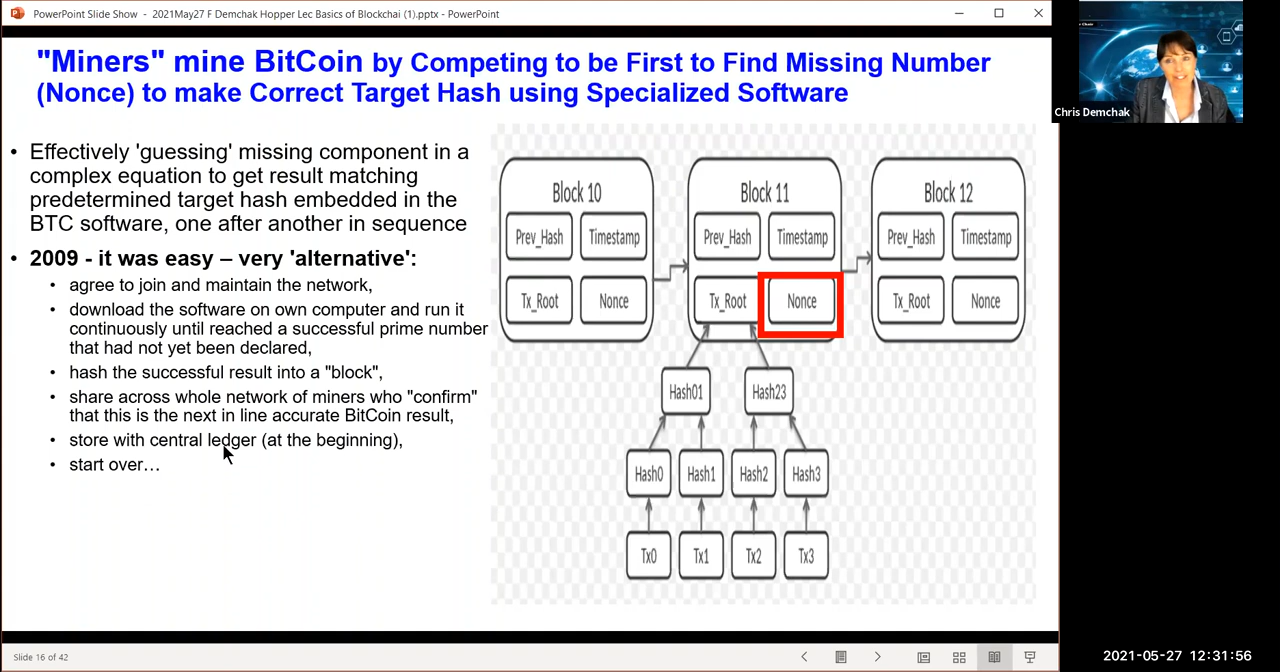 PowerPoint Slide Show - 2021May27 F Demchak Hopper Lec Basics of Blockchai (1).pptx - PowerPoint
"Miners" mine BitCoin by Competing to be First to Find Missing Number
(Nonce) to make Correct Target Hash using Specialized Software
• Effectively 'guessing' missing component in a
complex equation to get result matching
predetermined target hash embedded in the
BTC software, one after another in sequence
• 2009 - it was easy – very 'alternative':
• agree to join and maintain the network,
• download the software on own computer and run it
continuously until reached a successful prime number
that had not yet been declared,
• hash the successful result into a "block",
• share across whole network of miners who "confirm"
that this is the next in line accurate BitCoin result,
• store with central ledger (at the beginning),
• start over…
Block 10
Prev_Hash Timestamp
Tx_Root Nonce
Block 11
Prev_Hash Timestamp
Tx_Root Nonce
Block 12
Prev_Hash Timestamp
Tx_Root Nonce
Hash01 Hash23
Hash0 Hash1 Hash2 Hash3
Tx0 Tx1 Tx2 Tx3
Chris Demchak
Slide 16 of 42
2021-05-27 12:31:56